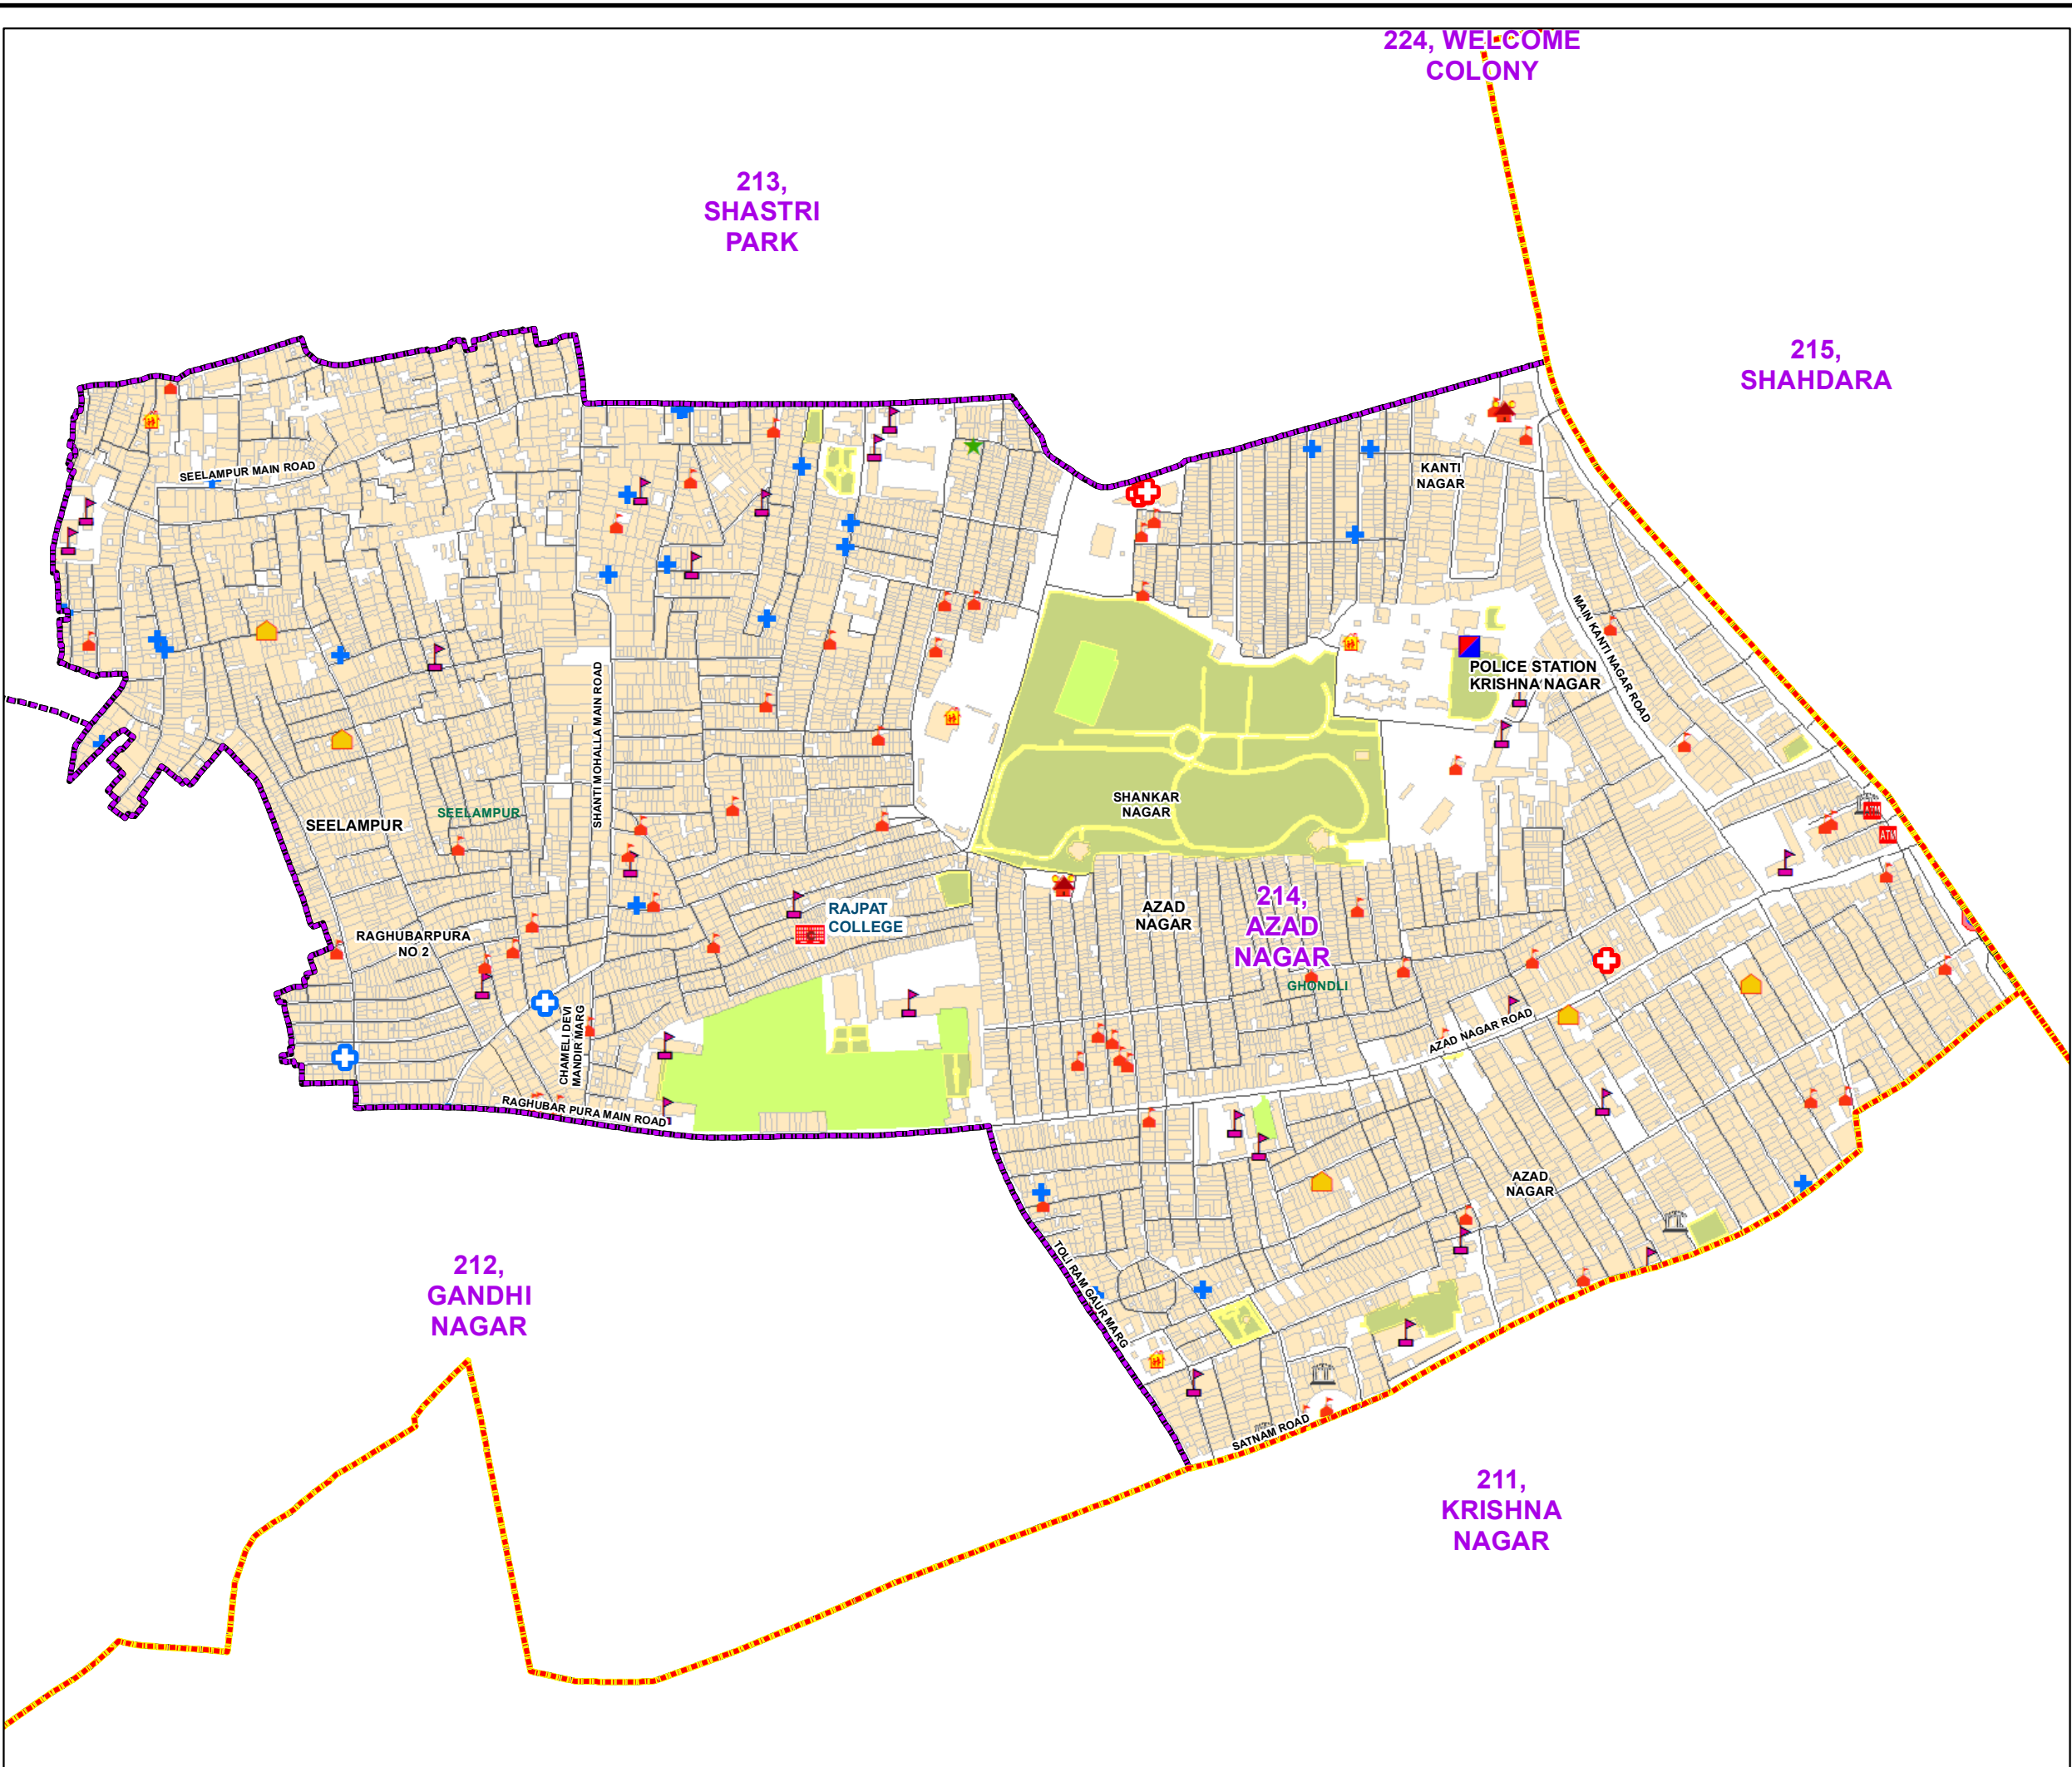 224, WELCOME
COLONY
213,
SHASTRI
PARK
215,
SHAHDARA
SEELAMPUR MAIN ROAD
KANTI
NAGAR
MAIN KANTI NAGAR ROAD
POLICE STATION
KRISHNA NAGAR
SHANTI MOHALLA MAIN ROAD
SHANKAR
NAGAR
SEELAMPUR
SEELAMPUR
ATM
ATM
RAJPAT
COLLEGE
AZAD
NAGAR
214,
AZAD
NAGAR
RAGHUBARPURA
NO 2
GHONDLI
CHAMELI DEVI
MANDIR MARG
AZAD NAGAR ROAD
RAGHUBAR PURA MAIN ROAD
AZAD
NAGAR
TOLI RAM GAUR MARG
212,
GANDHI
NAGAR
SATNAM ROAD
211,
KRISHNA
NAGAR